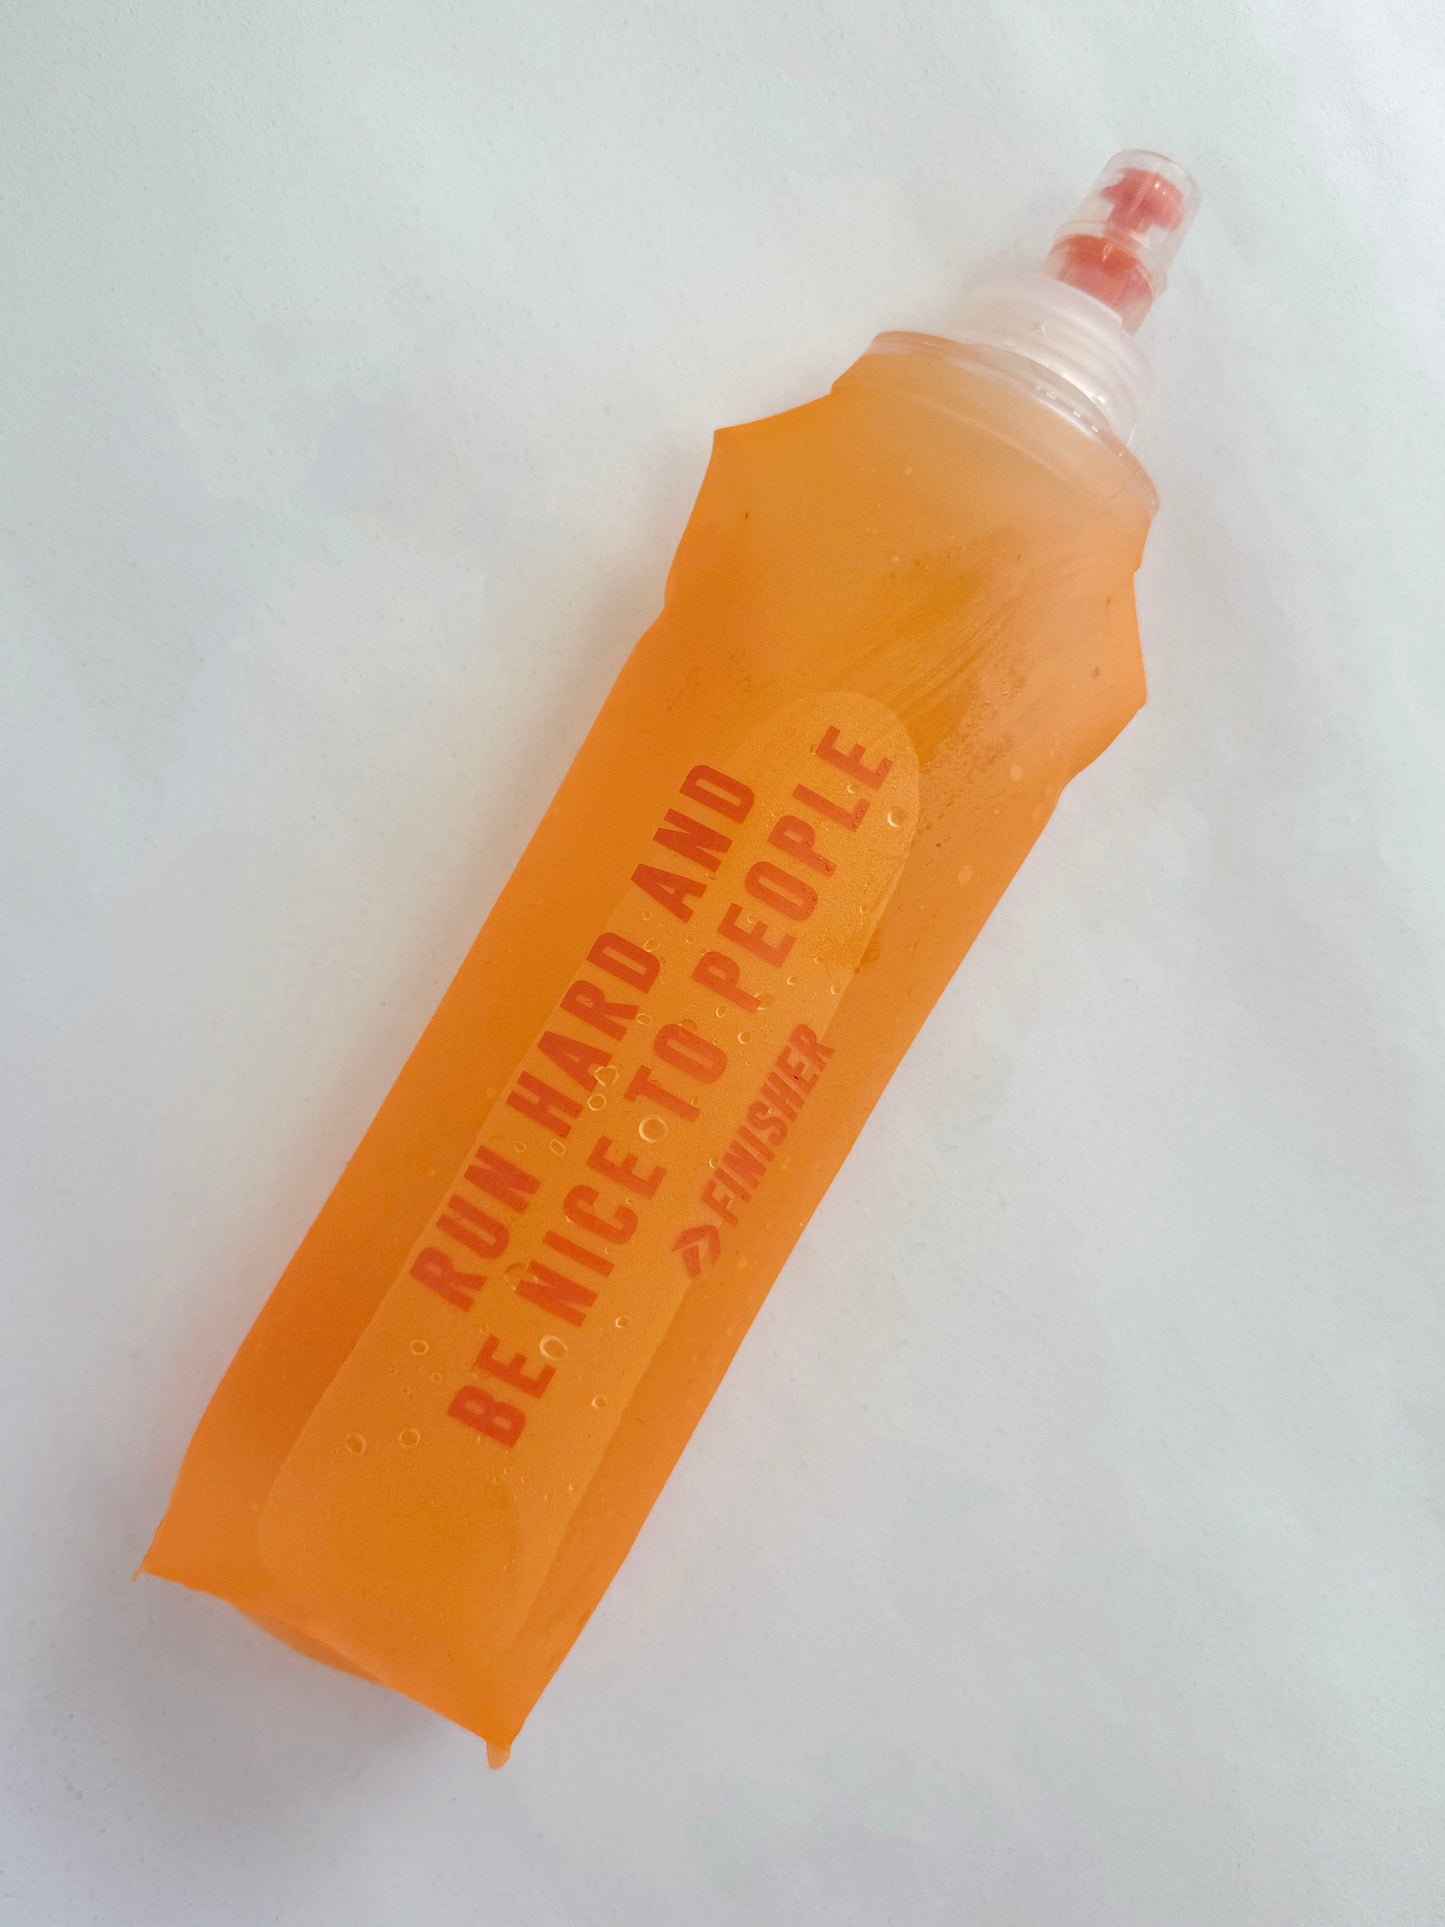 RUN HARD AND
BE NICE TO PEOPLE
FINISHER